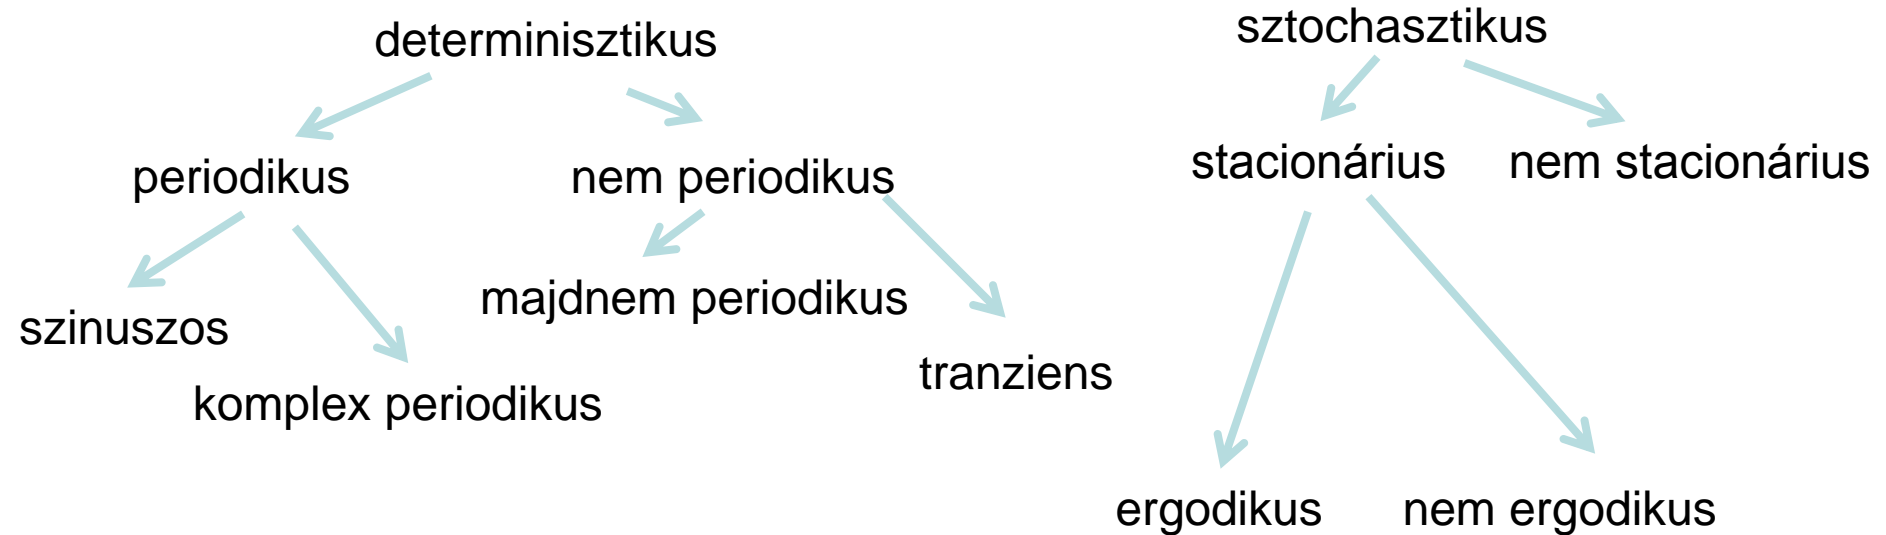 determinisztikus
periodikus
nem periodikus
szinuszos
komplex periodikus
majdnem periodikus
tranziens
sztochasztikus
stacionárius
nem stacionárius
ergodikus
nem ergodikus